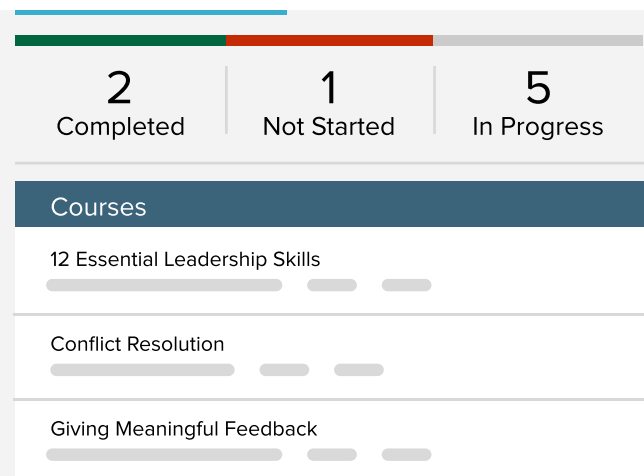 2 1 5
Completed Not Started In Progress
Courses
12 Essential Leadership Skills
Conflict Resolution
Giving Meaningful Feedback